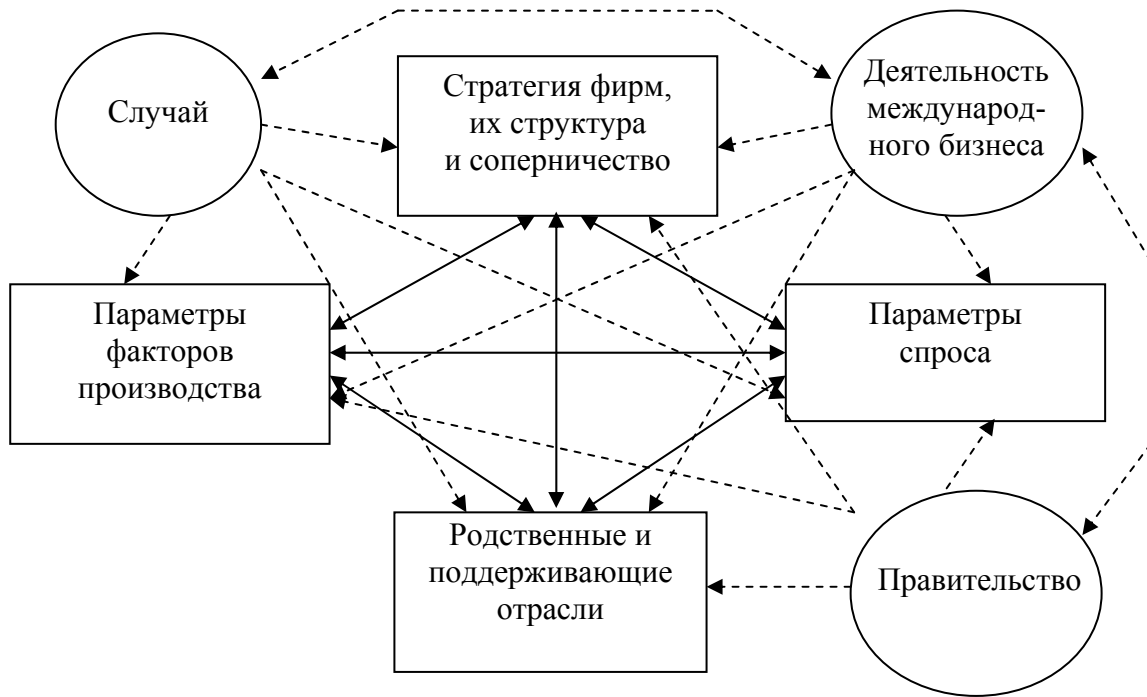 Случай
Стратегия фирм,
их структура
и соперничество
Деятельность
международ-
ного бизнеса
Параметры
факторов
производства
Параметры
спроса
Родственные и
поддерживающие
отрасли
Правительство